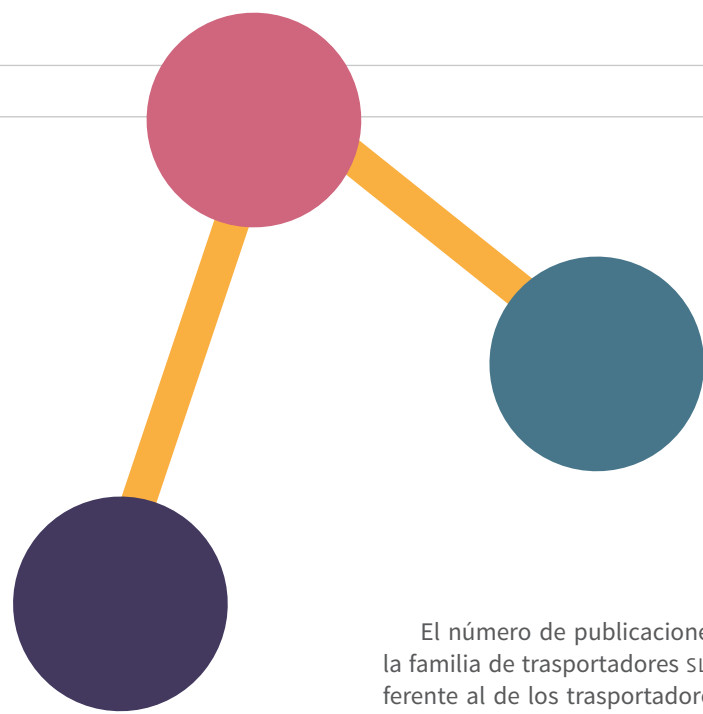 El número de publicacione
la familia de trasportadores SL
ferente al de los trasportador